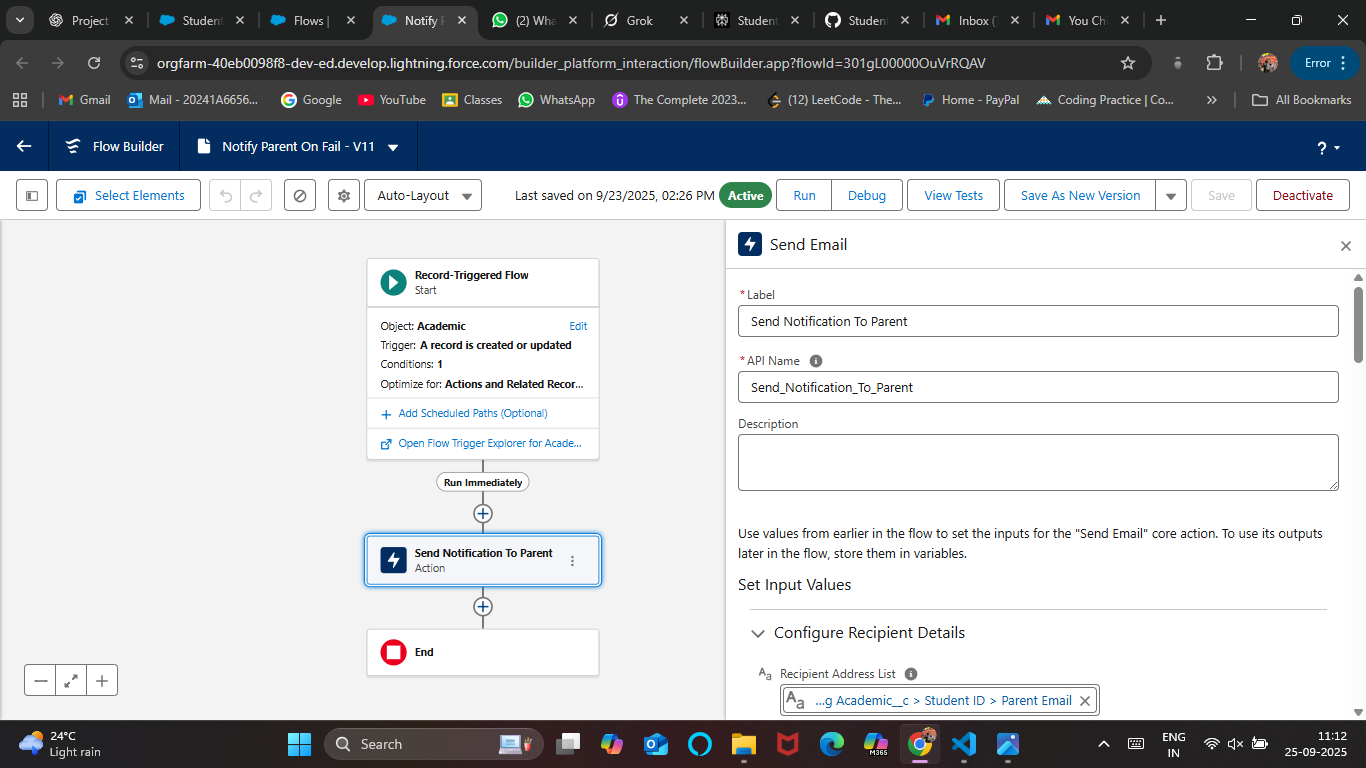 Project
Student
Flows |
Notify P
(2) Wha
Grok
Student
Student
Inbox (
You Chi
orgfarm-40eb0098f8-dev-ed.develop.lightning.force.com/builder_platform_interaction/flowBuilder.app?flowId=301gL00000OuVrRQAV
Error
Gmail
Mail - 20241A6656...
Google
YouTube
Classes
WhatsApp
The Complete 2023...
(12) LeetCode - The...
Home - PayPal
Coding Practice | Co...
All Bookmarks
Flow Builder
Notify Parent On Fail - V11
?
Select Elements
Auto-Layout
Last saved on 9/23/2025, 02:26 PM
Active
Run
Debug
View Tests
Save As New Version
Save
Deactivate
Record-Triggered Flow
Start
Object: Academic
Edit
Trigger: A record is created or updated
Conditions: 1
Optimize for: Actions and Related Recor...
Add Scheduled Paths (Optional)
Open Flow Trigger Explorer for Acade...
Run Immediately
Send Notification To Parent
Action
End
Send Email
* Label
Send Notification To Parent
* API Name
Send_Notification_To_Parent
Description
Use values from earlier in the flow to set the inputs for the "Send Email" core action. To use its outputs
later in the flow, store them in variables.
Set Input Values
Configure Recipient Details
Aa Recipient Address List
Aa ...g Academic__c > Student ID > Parent Email
24°C
Light rain
Search
M365
ENG
IN
11:12
25-09-2025